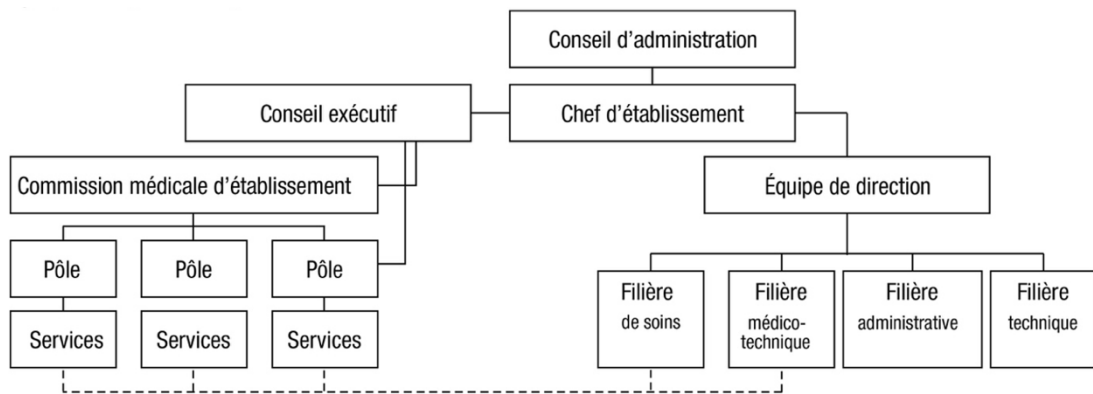 Conseil d'administration
Conseil exécutif
Chef d'établissement
Commission médicale d'établissement
Équipe de direction
Pôle
Pôle
Pôle
Services
Services
Services
Filière
de soins
Filière
médico-
technique
Filière
administrative
Filière
technique